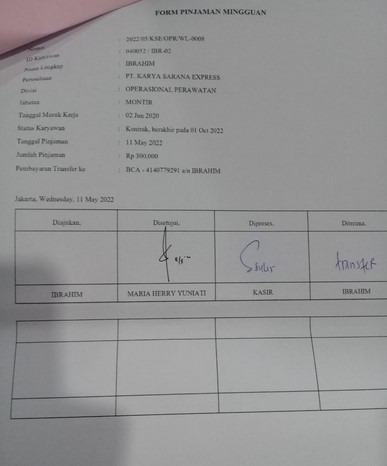 FORM PINJAMAN MINGGUAN
Nomor : 2022/05/KSE/OPR/WL-0008
ID Karyawan : 040052 / IBR-02
Nama Lengkap : IBRAHIM
Perusahaan : PT. KARYA SARANA EXPRESS
Divisi : OPERASIONAL PERAWATAN
Jabatan : MONTIR
Tanggal Masuk Kerja : 02 Jun 2020
Status Karyawan : Kontrak, berakhir pada 01 Oct 2022
Tanggal Pinjaman : 11 May 2022
Jumlah Pinjaman : Rp 300,000
Pembayaran Transfer ke : BCA - 4140779291 a/n IBRAHIM
Jakarta, Wednesday, 11 May 2022
Diajukan, Disetujui, Diproses, Diterima,
transfer
IBRAHIM MARIA HERRY YUNIATI KASIR IBRAHIM